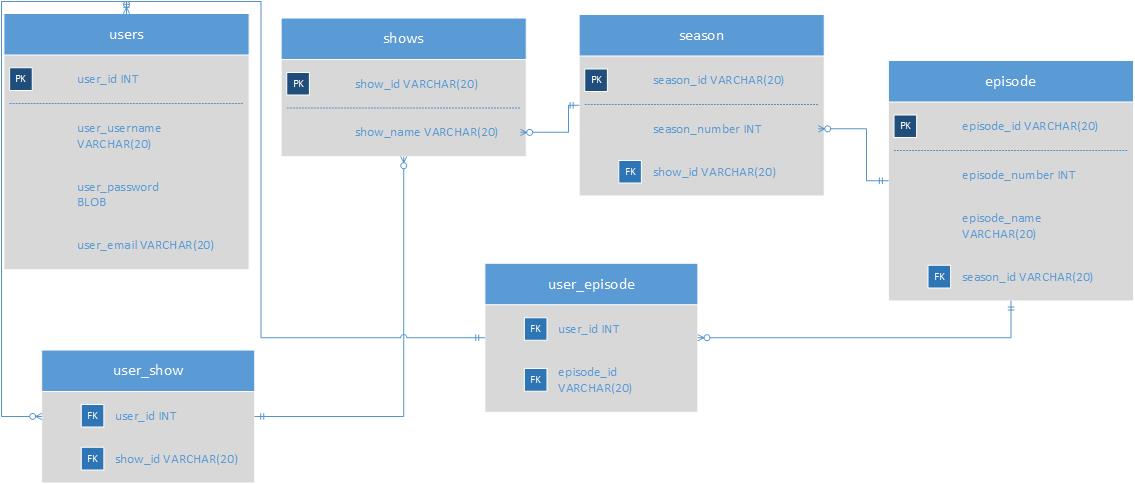 users
PK
user_id INT
user_username
VARCHAR(20)
user_password
BLOB
user_email VARCHAR(20)
shows
PK
show_id VARCHAR(20)
show_name VARCHAR(20)
season
PK
season_id VARCHAR(20)
season_number INT
FK
show_id VARCHAR(20)
episode
PK
episode_id VARCHAR(20)
episode_number INT
episode_name
VARCHAR(20)
FK
season_id VARCHAR(20)
user_episode
FK
user_id INT
FK
episode_id
VARCHAR(20)
user_show
FK
user_id INT
FK
show_id VARCHAR(20)